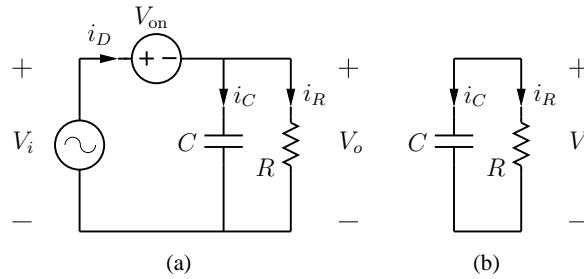 V_on
i_D
+ −
+ + +
i_C i_R i_C i_R
V_i C V_o C V
R R
− − −
(a) (b)